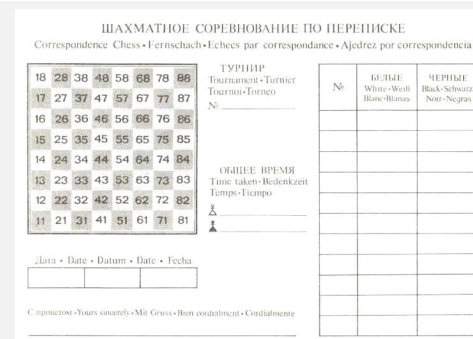 ШАХМАТНОЕ СОРЕВНОВАНИЕ ПО ПЕРЕПИСКЕ
Correspondence Chess • Fernschach • Echecs par correspondance • Ajedrez por correspondencia
18 28 38 48 58 68 78 88
17 27 37 47 57 67 77 87
16 26 36 46 56 66 76 86
15 25 35 45 55 65 75 85
14 24 34 44 54 64 74 84
13 23 33 43 53 63 73 83
12 22 32 42 52 62 72 82
11 21 31 41 51 61 71 81
ТУРНИР
Tournament • Turnier
Tournoi • Torneo
№
ОБЩЕЕ ВРЕМЯ
Time taken • Bedenkzeit
Temps • Tiempo
Дата • Date • Datum • Date • Fecha
С приветом • Yours sincerely • Mit Gruss • Bien cordialment • Cordialmente
№
БЕЛЫЕ
White • Weiß
Blanc • Blanas
ЧЕРНЫЕ
Black • Schwarz
Noir • Negras